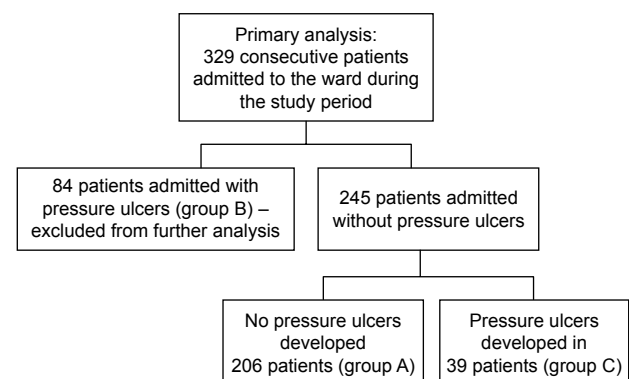 Primary analysis:
329 consecutive patients
admitted to the ward during
the study period
84 patients admitted with
pressure ulcers (group B) –
excluded from further analysis
245 patients admitted
without pressure ulcers
No pressure ulcers
developed
206 patients (group A)
Pressure ulcers
developed in
39 patients (group C)